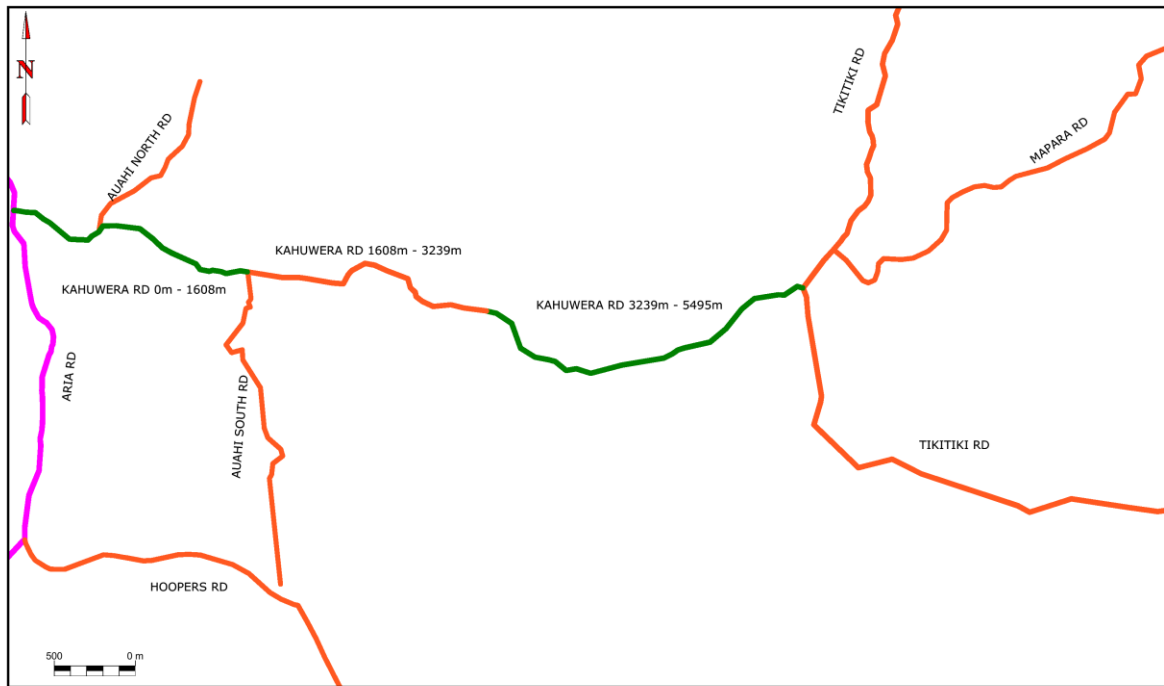 N
TIKITIKI RD
MAPARA RD
AUAHI NORTH RD
KAHUWERA RD 1608m - 3239m
KAHUWERA RD 0m - 1608m
KAHUWERA RD 3239m - 5495m
ARIA RD
AUAHI SOUTH RD
TIKITIKI RD
HOOPERS RD
500 0 m